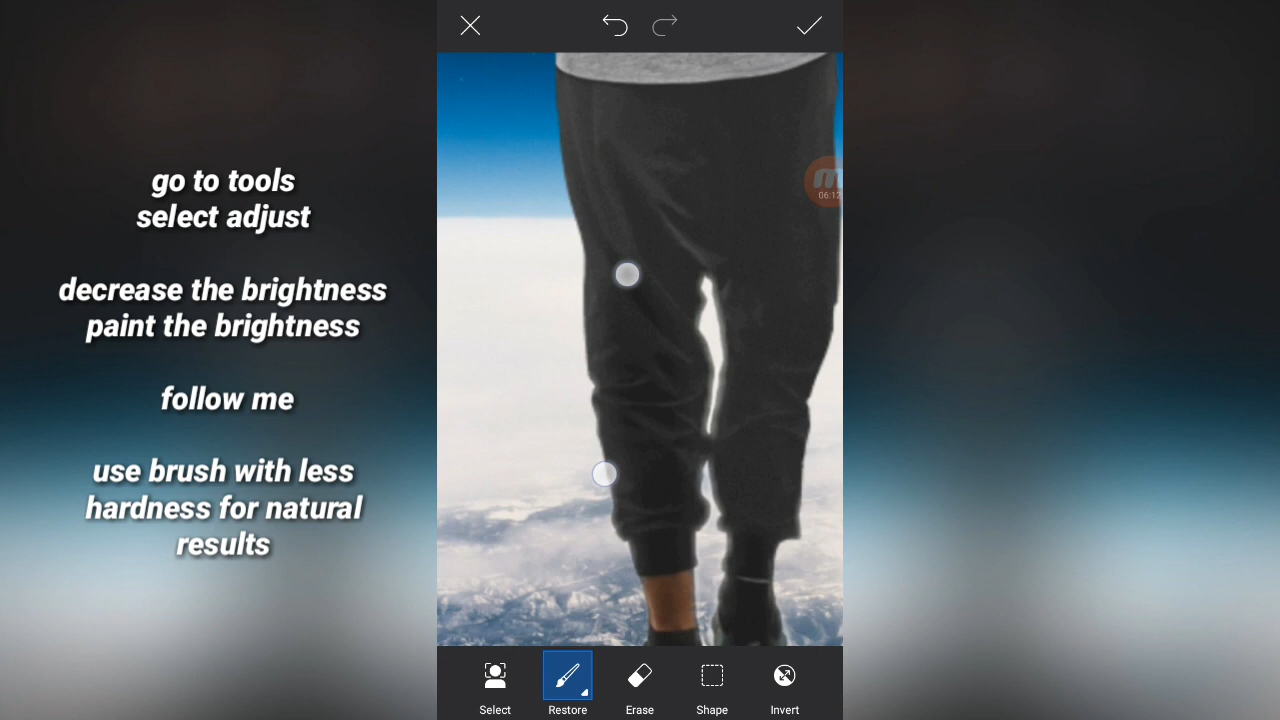 go to tools
select adjust
decrease the brightness
paint the brightness
follow me
use brush with less
hardness for natural
results
06:12
Select
Restore
Erase
Shape
Invert